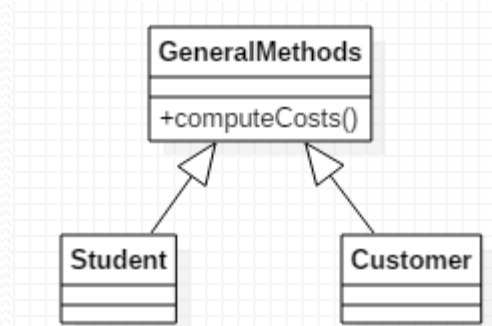 GeneralMethods
+computeCosts()
Student
Customer